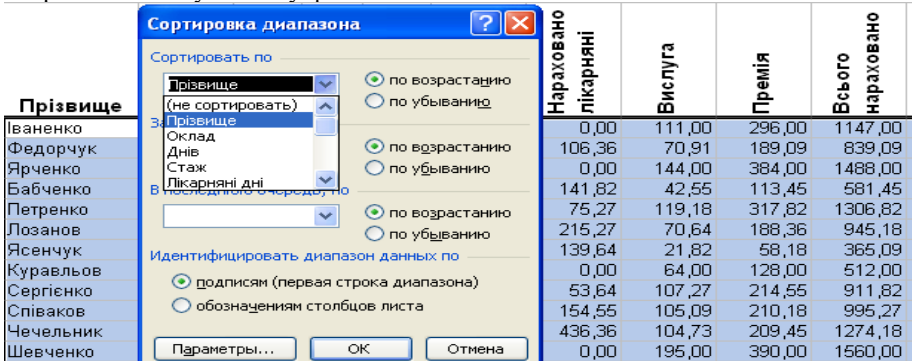 Сортировка диапазона
Сортировать по
Прізвище
по возрастанию
по убыванию
(не сортировать)
Прізвище
Оклад
Днів
Стаж
Лікарняні дні
по возрастанию
по убыванию
В последнюю очередь, по
по возрастанию
по убыванию
Идентифицировать диапазон данных по
подписям (первая строка диапазона)
обозначениям столбцов листа
Параметры...
ОК
Отмена
Прізвище Нараховано лікарняні Вислуга Премія Всього нараховано
Іваненко 0,00 111,00 296,00 1147,00
Федорчук 106,36 70,91 189,09 839,09
Ярченко 0,00 144,00 384,00 1488,00
Бабченко 141,82 42,55 113,45 581,45
Петренко 75,27 119,18 317,82 1306,82
Лозанов 215,27 70,64 188,36 945,18
Ясенчук 139,64 21,82 58,18 365,09
Куравльов 0,00 64,00 128,00 512,00
Сергієнко 53,64 107,27 214,55 911,82
Співаков 154,55 105,09 210,18 995,27
Чечельник 436,36 104,73 209,45 1274,18
Шевченко 0,00 195,00 390,00 1560,00